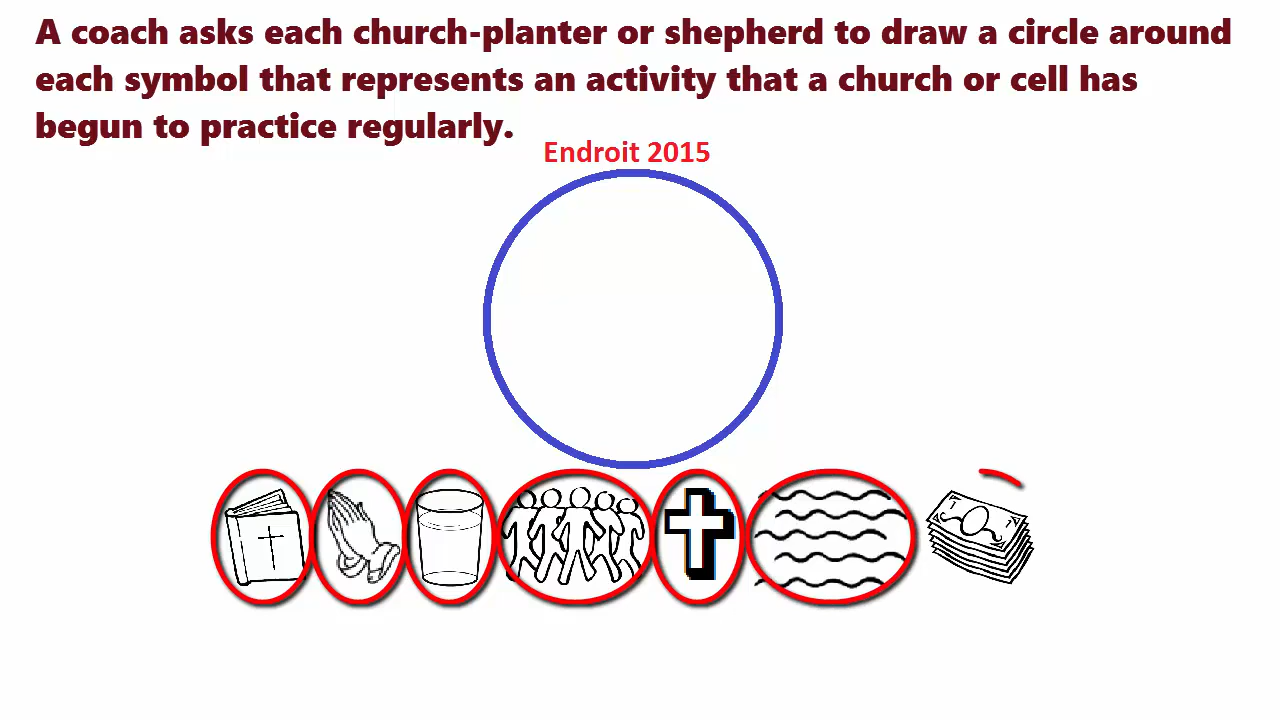 A coach asks each church-planter or shepherd to draw a circle around
each symbol that represents an activity that a church or cell has
begun to practice regularly.
Endroit 2015